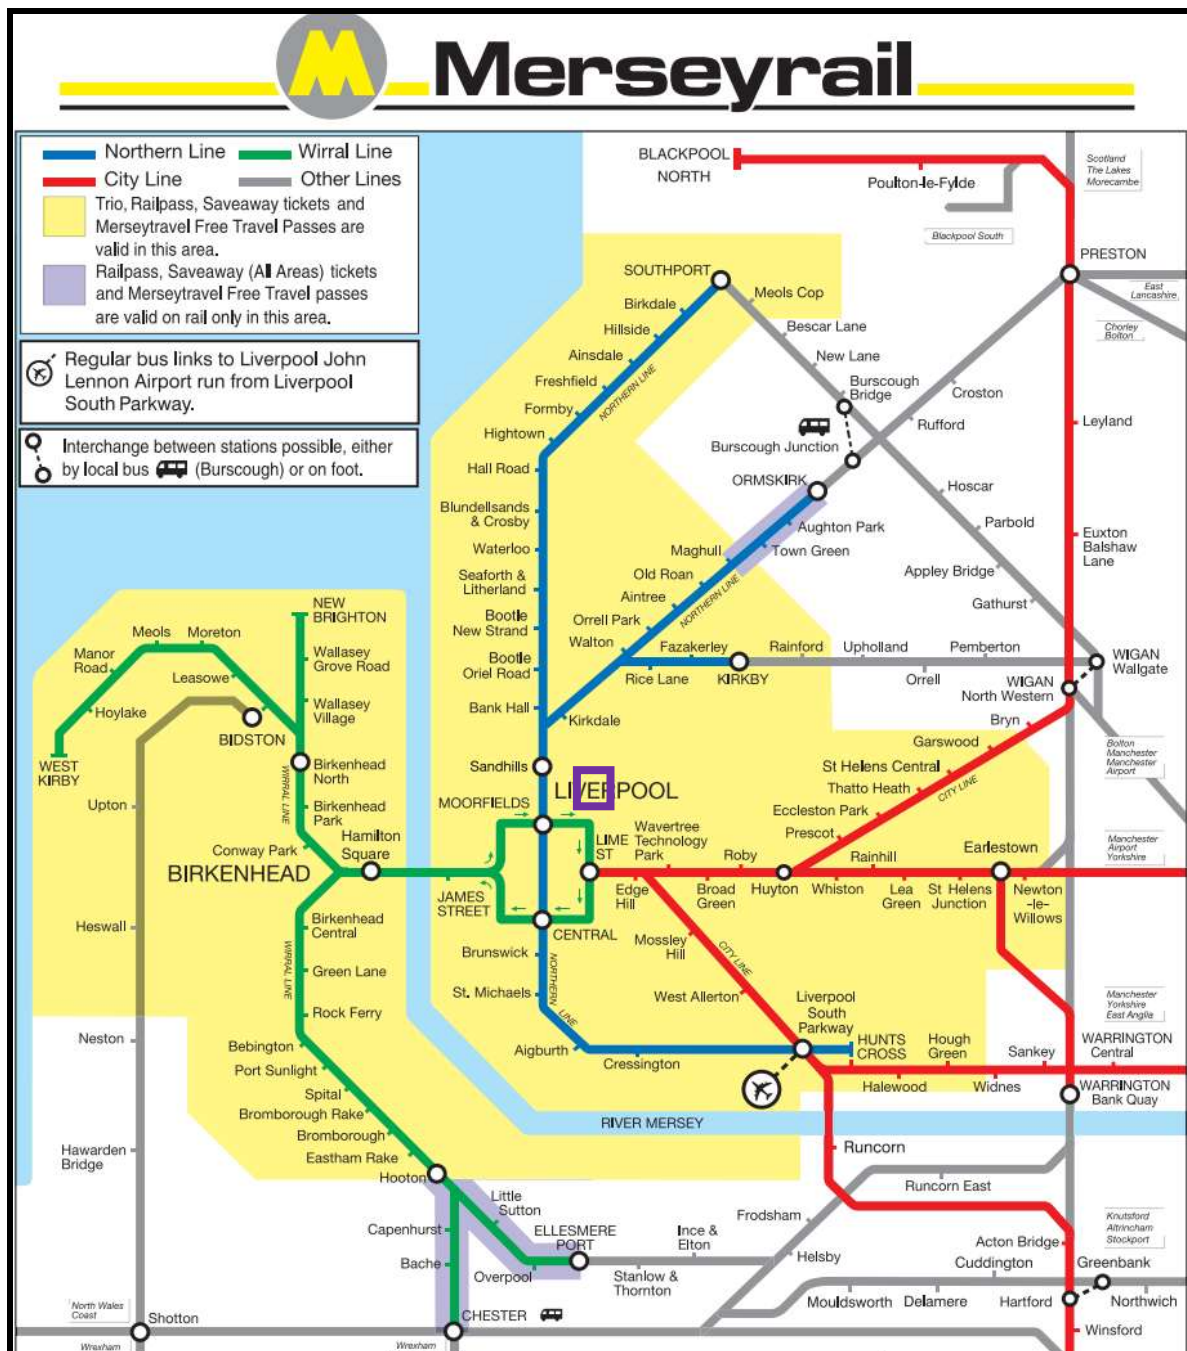 Merseyrail
Northern Line
Wirral Line
City Line
Other Lines
Trio, Railpass, Saveaway tickets and
Merseytravel Free Travel Passes are
valid in this area.
Railpass, Saveaway (All Areas) tickets
and Merseytravel Free Travel passes
are valid on rail only in this area.
Regular bus links to Liverpool John
Lennon Airport run from Liverpool
South Parkway.
Interchange between stations possible, either
by local bus (Burscough) or on foot.
BLACKPOOL
NORTH
Poulton-le-Fylde
Scotland
The Lakes
Morecambe
Blackpool South
PRESTON
East
Lancashire
Chorley
Bolton
SOUTHPORT
Meols Cop
Birkdale
Bescar Lane
Hillside
New Lane
Ainsdale
Burscough
Bridge
Freshfield
NORTHERN LINE
Croston
Formby
Rufford
Leyland
Hightown
Burscough Junction
Hall Road
ORMSKIRK
Hoscar
Blundellsands
& Crosby
Aughton Park
Parbold
Waterloo
Maghull
Town Green
Euxton
Balshaw
Lane
Seaforth &
Litherland
Old Roan
Appley Bridge
Aintree
NORTHERN LINE
Gathurst
Bootle
New Strand
Orrell Park
Walton
Fazakerley
Rainford
Upholland
Pemberton
WIGAN
Wallgate
Bootle
Oriel Road
Rice Lane
KIRKBY
Orrell
WIGAN
North Western
Bank Hall
Kirkdale
Bryn
NEW
BRIGHTON
Meols
Moreton
Manor
Road
Wallasey
Grove Road
Leasowe
Hoylake
Wallasey
Village
BIDSTON
WEST
KIRBY
Birkenhead
North
WIRRAL LINE
Upton
Birkenhead
Park
Hamilton
Square
Conway Park
BIRKENHEAD
Sandhills
LIVERPOOL
MOORFIELDS
LIME
ST
Wavertree
Technology
Park
Garswood
St Helens Central
Thatto Heath
CITY LINE
Eccleston Park
Prescot
Bolton
Manchester
Manchester
Airport
Roby
Rainhill
Earlestown
Manchester
Airport
Yorkshire
JAMES
STREET
Edge
Hill
Broad
Green
Huyton
Whiston
Lea
Green
St Helens
Junction
Newton
-le-
Willows
CENTRAL
Heswall
Birkenhead
Central
Brunswick
Mossley
Hill
CITY LINE
WIRRAL LINE
Green Lane
NORTHERN
LINE
St. Michaels
West Allerton
Liverpool
South
Parkway
Manchester
Yorkshire
East Anglia
Rock Ferry
Neston
Bebington
Aigburth
Cressington
HUNTS
CROSS
Hough
Green
Sankey
WARRINGTON
Central
Port Sunlight
Halewood
Widnes
WARRINGTON
Bank Quay
Spital
Bromborough Rake
RIVER MERSEY
Bromborough
Hawarden
Bridge
Eastham Rake
Runcorn
Hooton
Runcorn East
Little
Sutton
Frodsham
Knutsford
Altrincham
Stockport
Capenhurst
ELLESMERE
PORT
Ince &
Elton
Helsby
Acton Bridge
Bache
Overpool
Stanlow &
Thornton
Cuddington
Greenbank
Mouldsworth
Delamere
Hartford
Northwich
North Wales
Coast
Shotton
CHESTER
Winsford
Wrexham
Wrexham